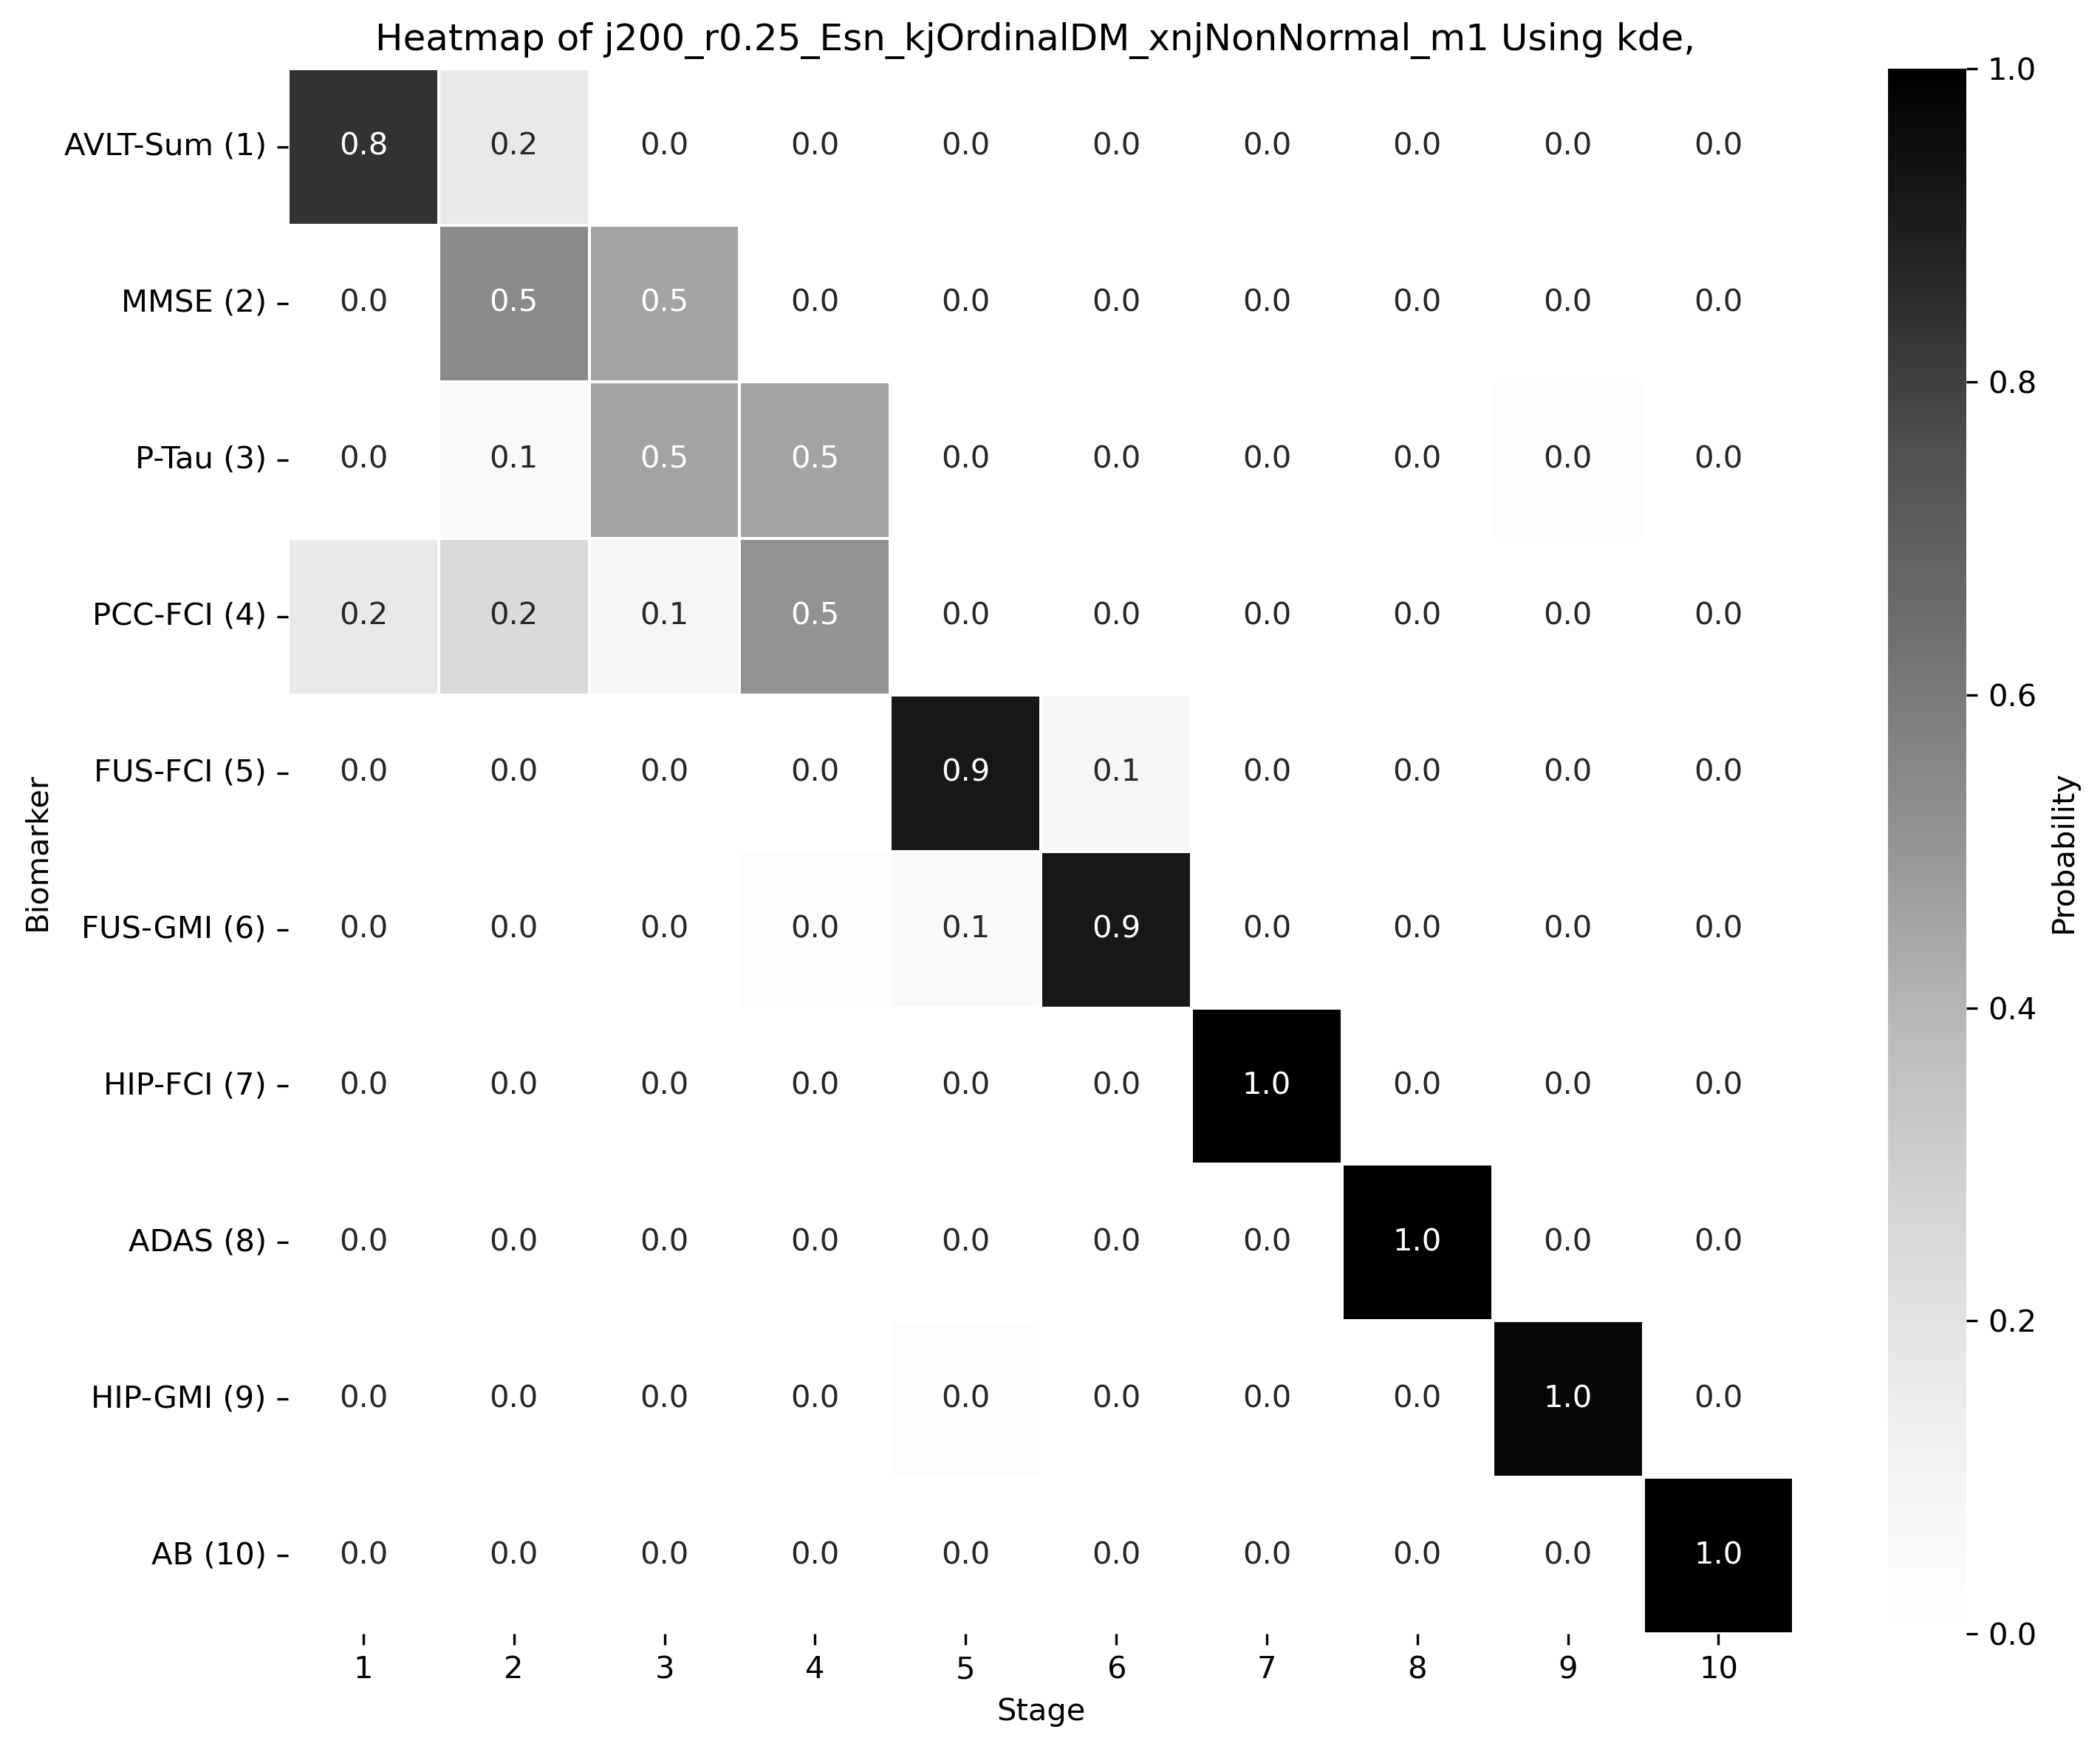 Heatmap of j200_r0.25_Esn_kjOrdinalDM_xnjNonNormal_m1 Using kde,
AVLT-Sum (1) 0.8 0.2 0.0 0.0 0.0 0.0 0.0 0.0 0.0 0.0
MMSE (2) 0.0 0.5 0.5 0.0 0.0 0.0 0.0 0.0 0.0 0.0
P-Tau (3) 0.0 0.1 0.5 0.5 0.0 0.0 0.0 0.0 0.0 0.0
PCC-FCI (4) 0.2 0.2 0.1 0.5 0.0 0.0 0.0 0.0 0.0 0.0
FUS-FCI (5) 0.0 0.0 0.0 0.0 0.9 0.1 0.0 0.0 0.0 0.0
FUS-GMI (6) 0.0 0.0 0.0 0.0 0.1 0.9 0.0 0.0 0.0 0.0
HIP-FCI (7) 0.0 0.0 0.0 0.0 0.0 0.0 1.0 0.0 0.0 0.0
ADAS (8) 0.0 0.0 0.0 0.0 0.0 0.0 0.0 1.0 0.0 0.0
HIP-GMI (9) 0.0 0.0 0.0 0.0 0.0 0.0 0.0 0.0 1.0 0.0
AB (10) 0.0 0.0 0.0 0.0 0.0 0.0 0.0 0.0 0.0 1.0
1 2 3 4 5 6 7 8 9 10
Stage
Biomarker
1.0
0.8
0.6
0.4
0.2
0.0
Probability